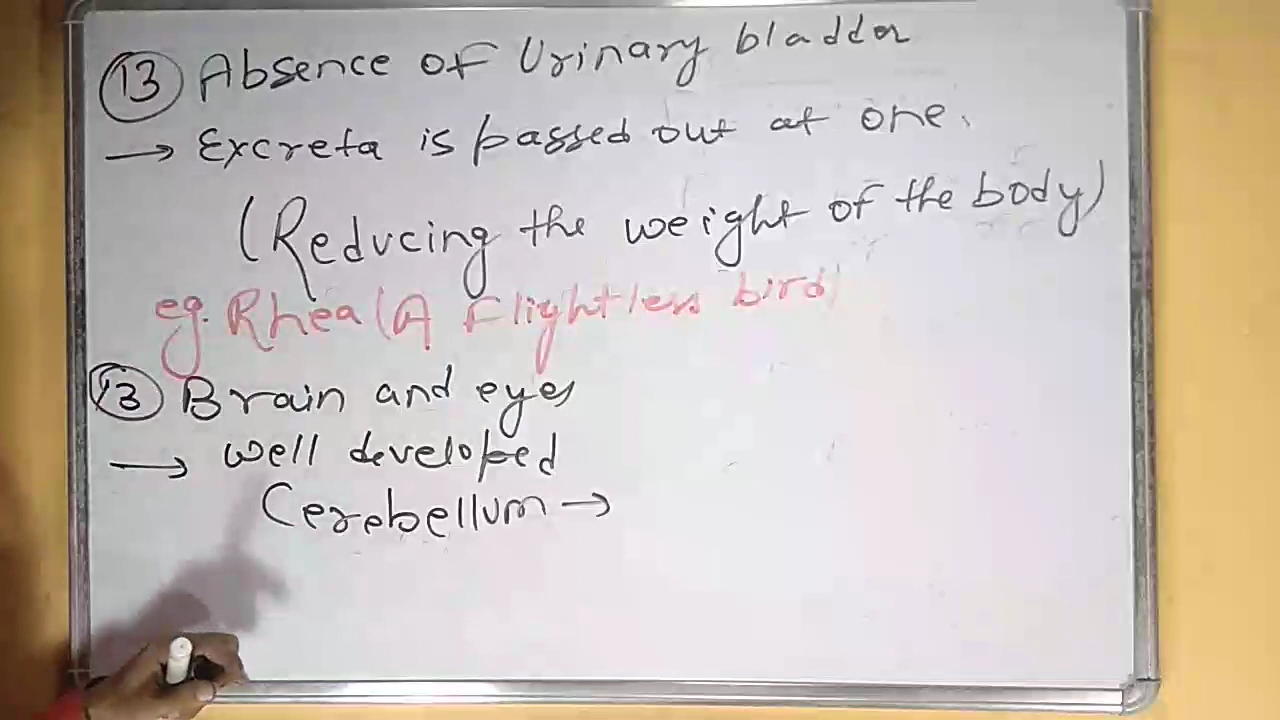 13 Absence of Urinary bladder
→ Excreta is passed out at one.
(Reducing the weight of the body)
eg. Rhea (A flightless bird)
13 Brain and eyes
→ well developed
Cerebellum →